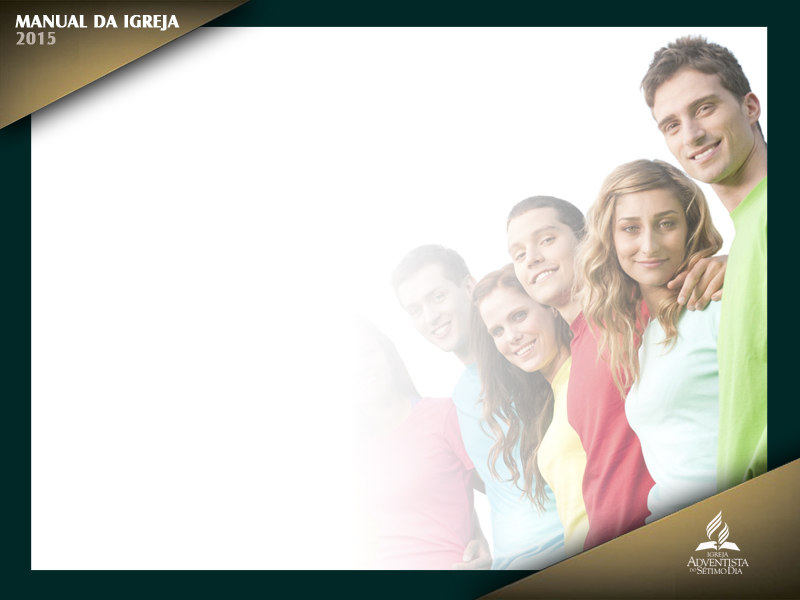 MANUAL DA IGREJA
2015
IGREJA
ADVENTISTA
DO SÉTIMO DIA